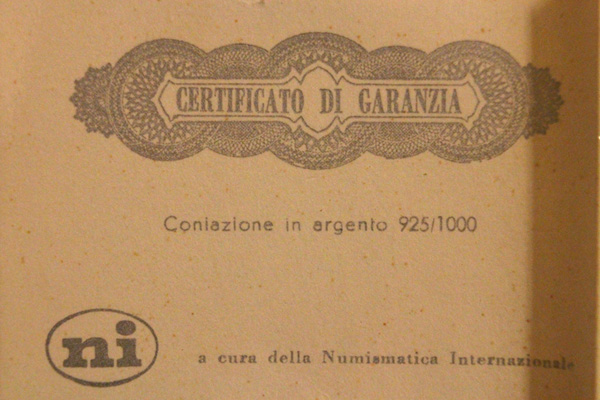 CERTIFICATO DI GARANZIA
Coniazione in argento 925/1000
ni
a cura della Numismatica Internazionale